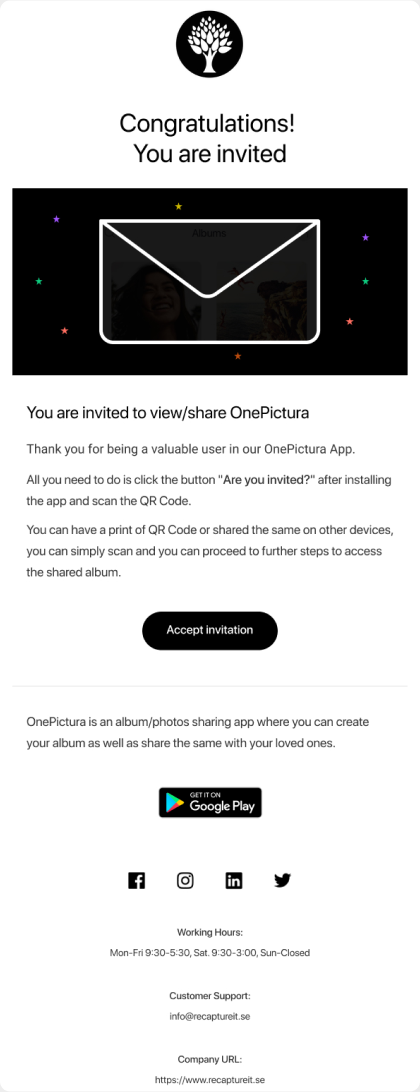 Congratulations!
You are invited
Albums
You are invited to view/share OnePictura
Thank you for being a valuable user in our OnePictura App.
All you need to do is click the button "Are you invited?" after installing
the app and scan the QR Code.
You can have a print of QR Code or shared the same on other devices,
you can simply scan and you can proceed to further steps to access
the shared album.
Accept invitation
OnePictura is an album/photos sharing app where you can create
your album as well as share the same with your loved ones.
GET IT ON
Google Play
Working Hours:
Mon-Fri 9:30-5:30, Sat. 9:30-3:00, Sun-Closed
Customer Support:
info@recaptureit.se
Company URL:
https://www.recaptureit.se